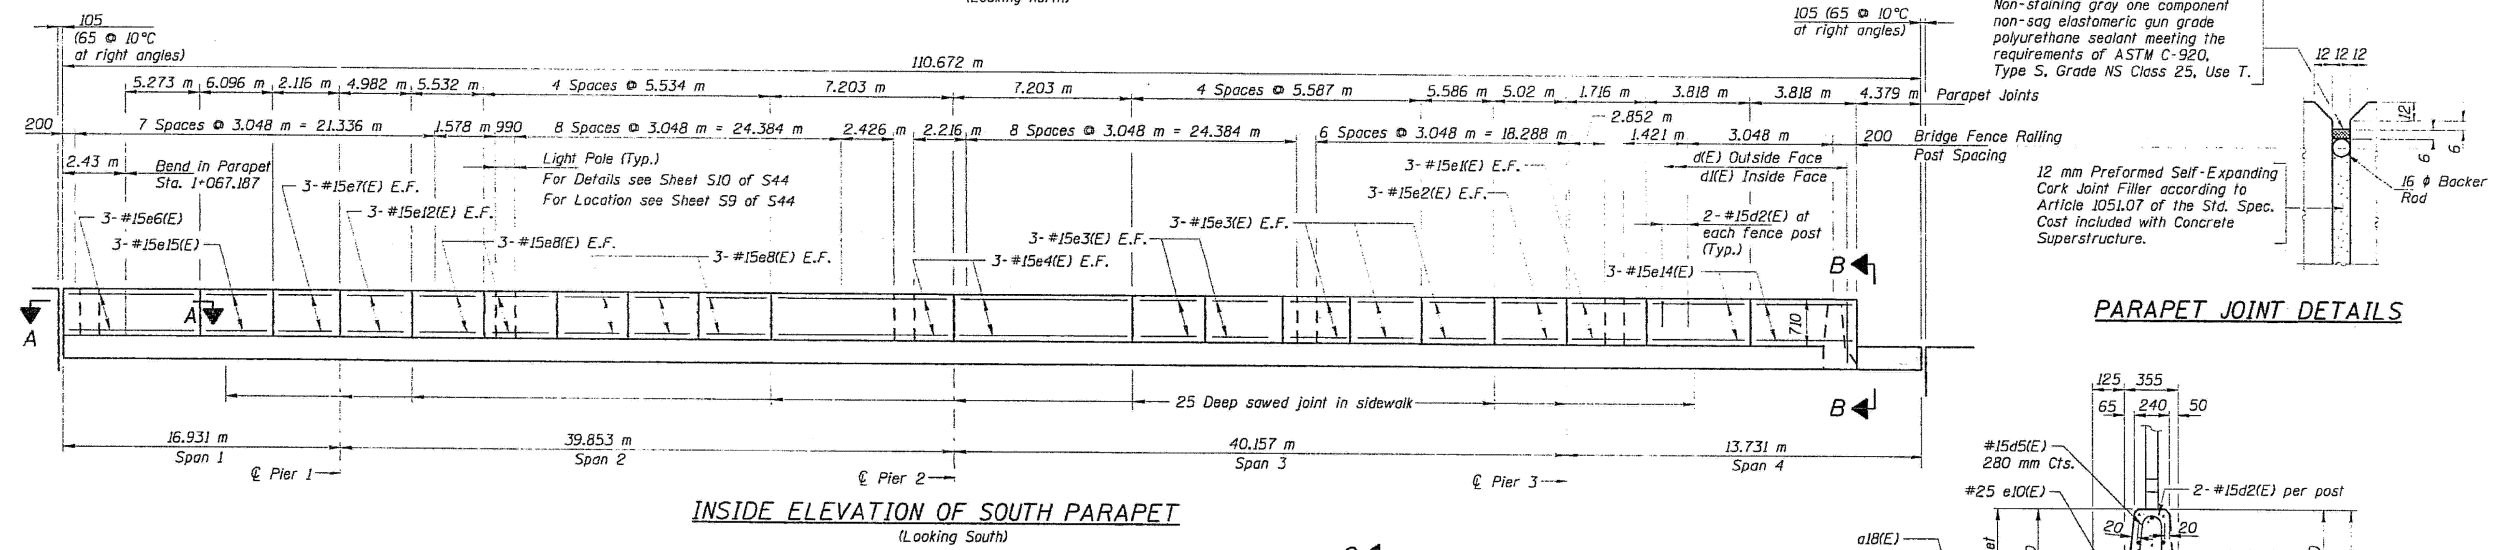 105
(65 @ 10°C
at right angles)
110.672 m
105 (65 @ 10°C
at right angles)
5.273 m 6.096 m 2.116 m 4.982 m 5.532 m 4 Spaces @ 5.534 m 7.203 m 7.203 m 4 Spaces @ 5.587 m 5.586 m 5.02 m 1.716 m 3.818 m 3.818 m 4.379 m Parapet Joints
2.852 m
200 7 Spaces @ 3.048 m = 21.336 m 1.578 m 990 8 Spaces @ 3.048 m = 24.384 m 2.426 m 2.216 m 8 Spaces @ 3.048 m = 24.384 m 6 Spaces @ 3.048 m = 18.288 m 1.421 m 3.048 m 200 Bridge Fence Railing
Post Spacing
2.43 m
Bend in Parapet
Sta. 1+067.187
Light Pole (Typ.)
For Details see Sheet S10 of S44
For Location see Sheet S9 of S44
d(E) Outside Face
d1(E) Inside Face
3-#15e6(E)
3-#15e15(E)
3-#15e7(E) E.F.
3-#15e12(E) E.F.
3-#15e8(E) E.F.
3-#15e8(E) E.F.
3-#15e4(E) E.F.
3-#15e3(E) E.F.
3-#15e3(E) E.F.
3-#15e2(E) E.F.
3-#15e1(E) E.F.
2-#15d2(E) at
each fence post
(Typ.)
3-#15e14(E)
A
A
B
B
710
25 Deep sawed joint in sidewalk
16.931 m
Span 1
39.853 m
Span 2
40.157 m
Span 3
13.731 m
Span 4
℄ Pier 1
℄ Pier 2
℄ Pier 3
INSIDE ELEVATION OF SOUTH PARAPET
(Looking South)
Non-staining gray one component
non-sag elastomeric gun grade
polyurethane sealant meeting the
requirements of ASTM C-920,
Type S, Grade NS Class 25, Use T.
12 12 12
12
6
6
16 ϕ Backer
Rod
12 mm Preformed Self-Expanding
Cork Joint Filler according to
Article 1051.07 of the Std. Spec.
Cost included with Concrete
Superstructure.
PARAPET JOINT DETAILS
125 355
65 240 50
#15d5(E)
280 mm Cts.
#25 e10(E)
2-#15d2(E) per post
20 20
a18(E)